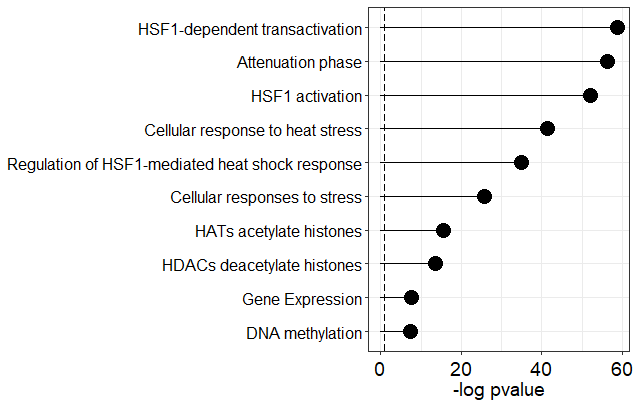 HSF1-dependent transactivation
Attenuation phase
HSF1 activation
Cellular response to heat stress
Regulation of HSF1-mediated heat shock response
Cellular responses to stress
HATs acetylate histones
HDACs deacetylate histones
Gene Expression
DNA methylation
0 20 40 60
-log pvalue